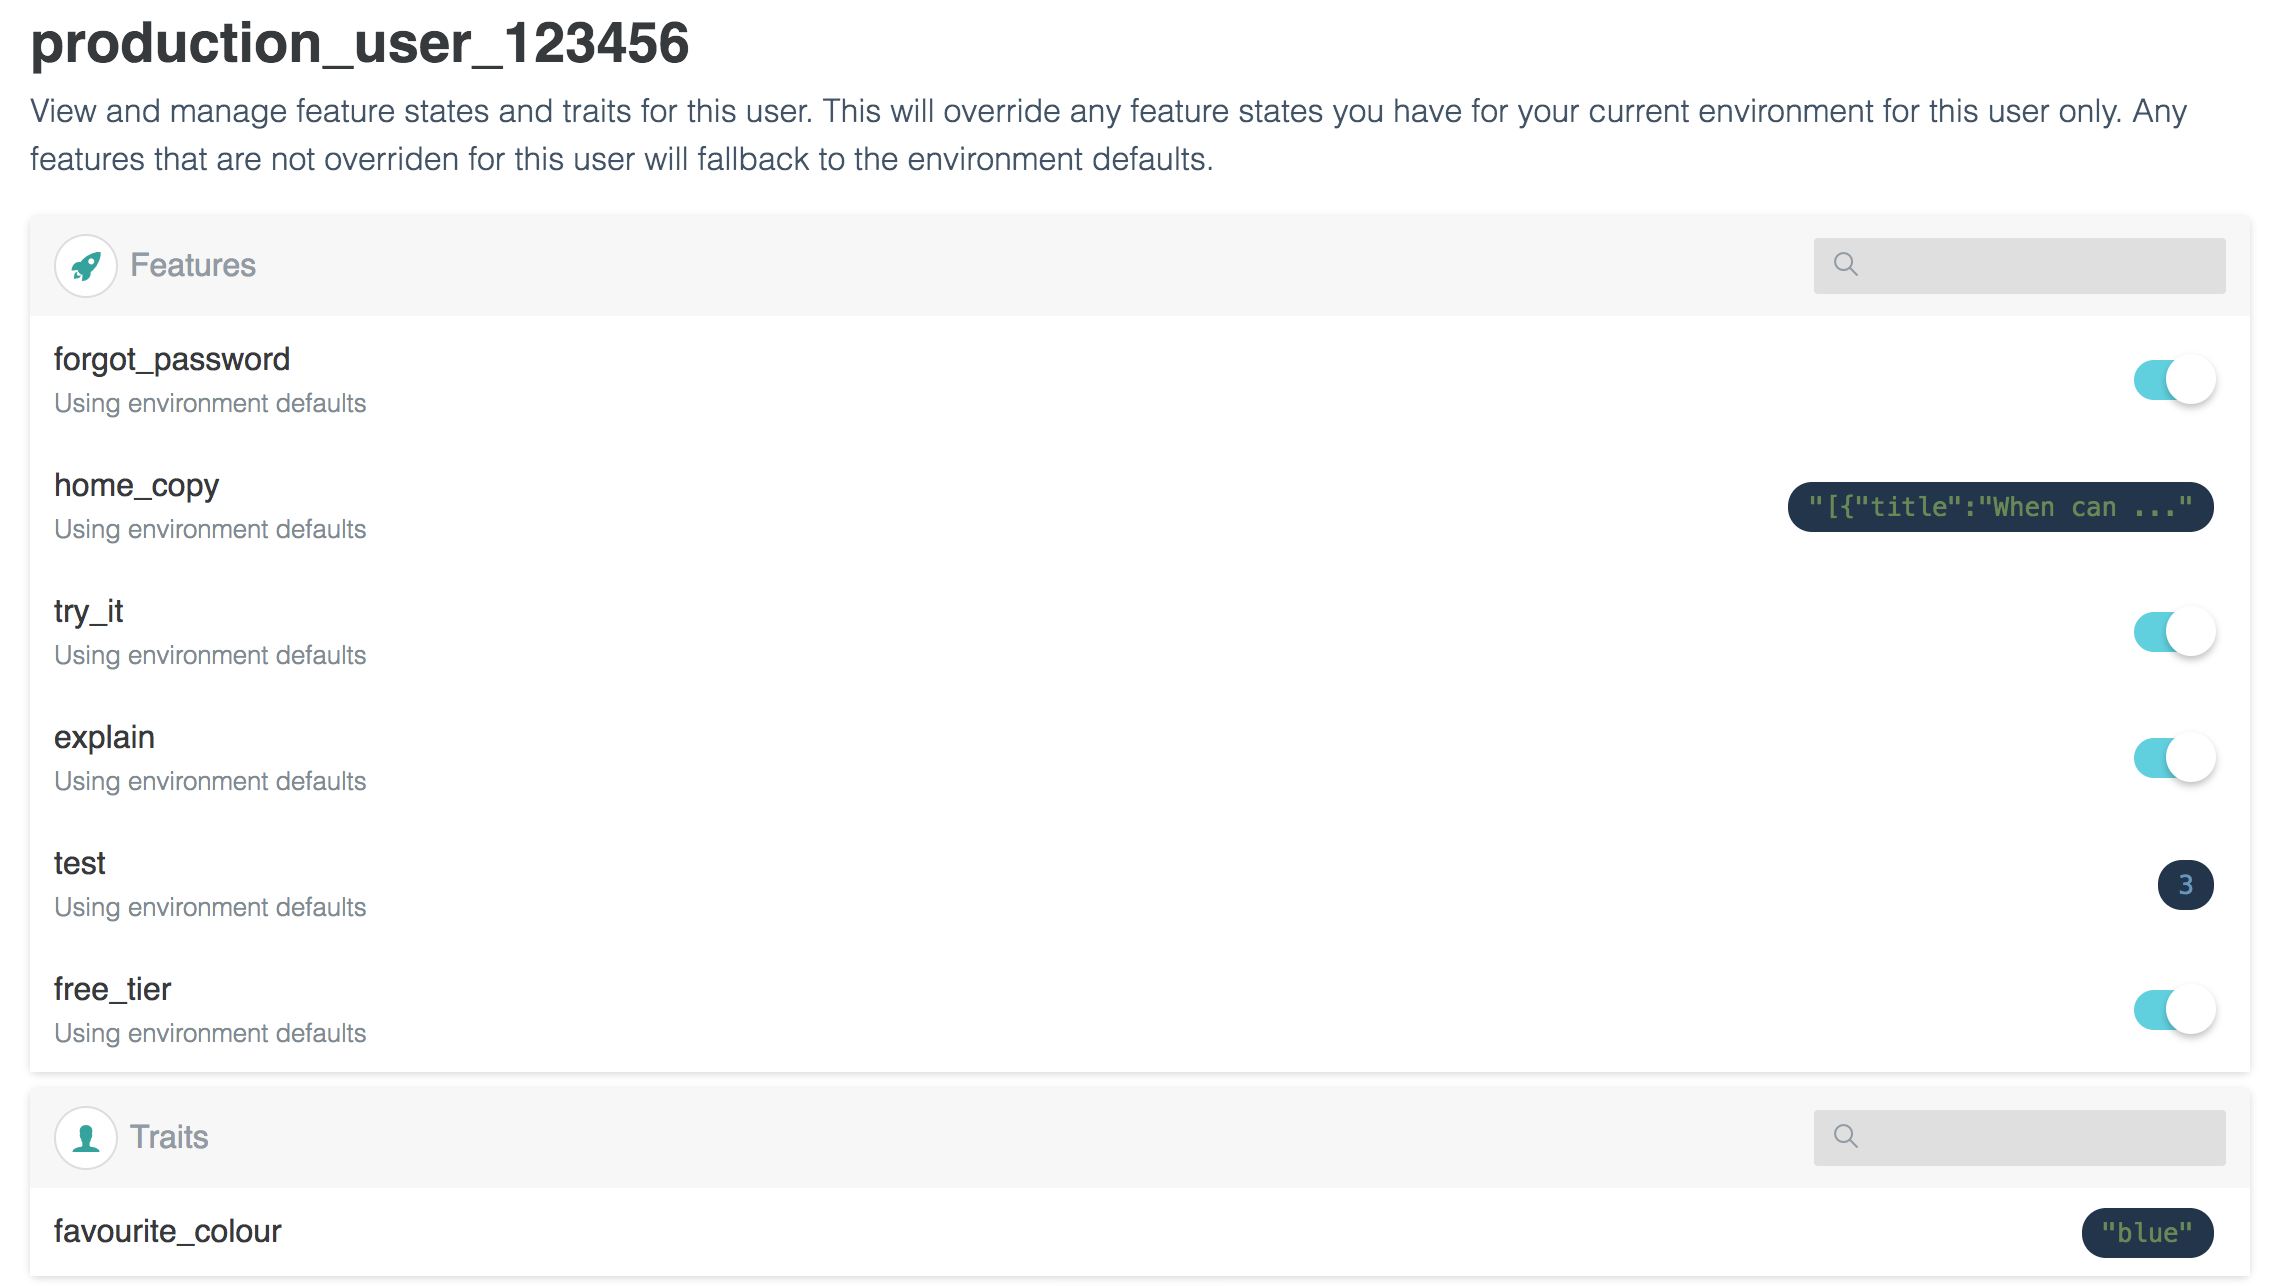 production_user_123456
View and manage feature states and traits for this user. This will override any feature states you have for your current environment for this user only. Any
features that are not overriden for this user will fallback to the environment defaults.
Features
forgot_password
Using environment defaults
home_copy
"[{"title":"When can ..."
Using environment defaults
try_it
Using environment defaults
explain
Using environment defaults
test
3
Using environment defaults
free_tier
Using environment defaults
Traits
favourite_colour
"blue"